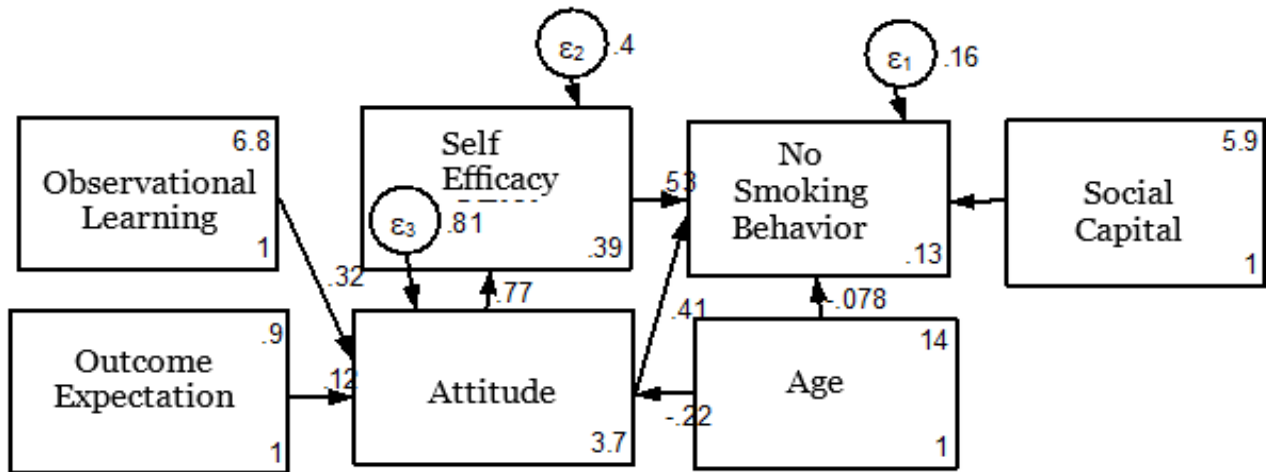 ε2
.4
ε1
.16
6.8
Observational
Learning
1
Self
Efficacy
ε3
.81
.39
53
No
Smoking
Behavior
.13
5.9
Social
Capital
1
.32
.77
.41
-.078
.9
Outcome
Expectation
1
.12
Attitude
3.7
-.22
14
Age
1